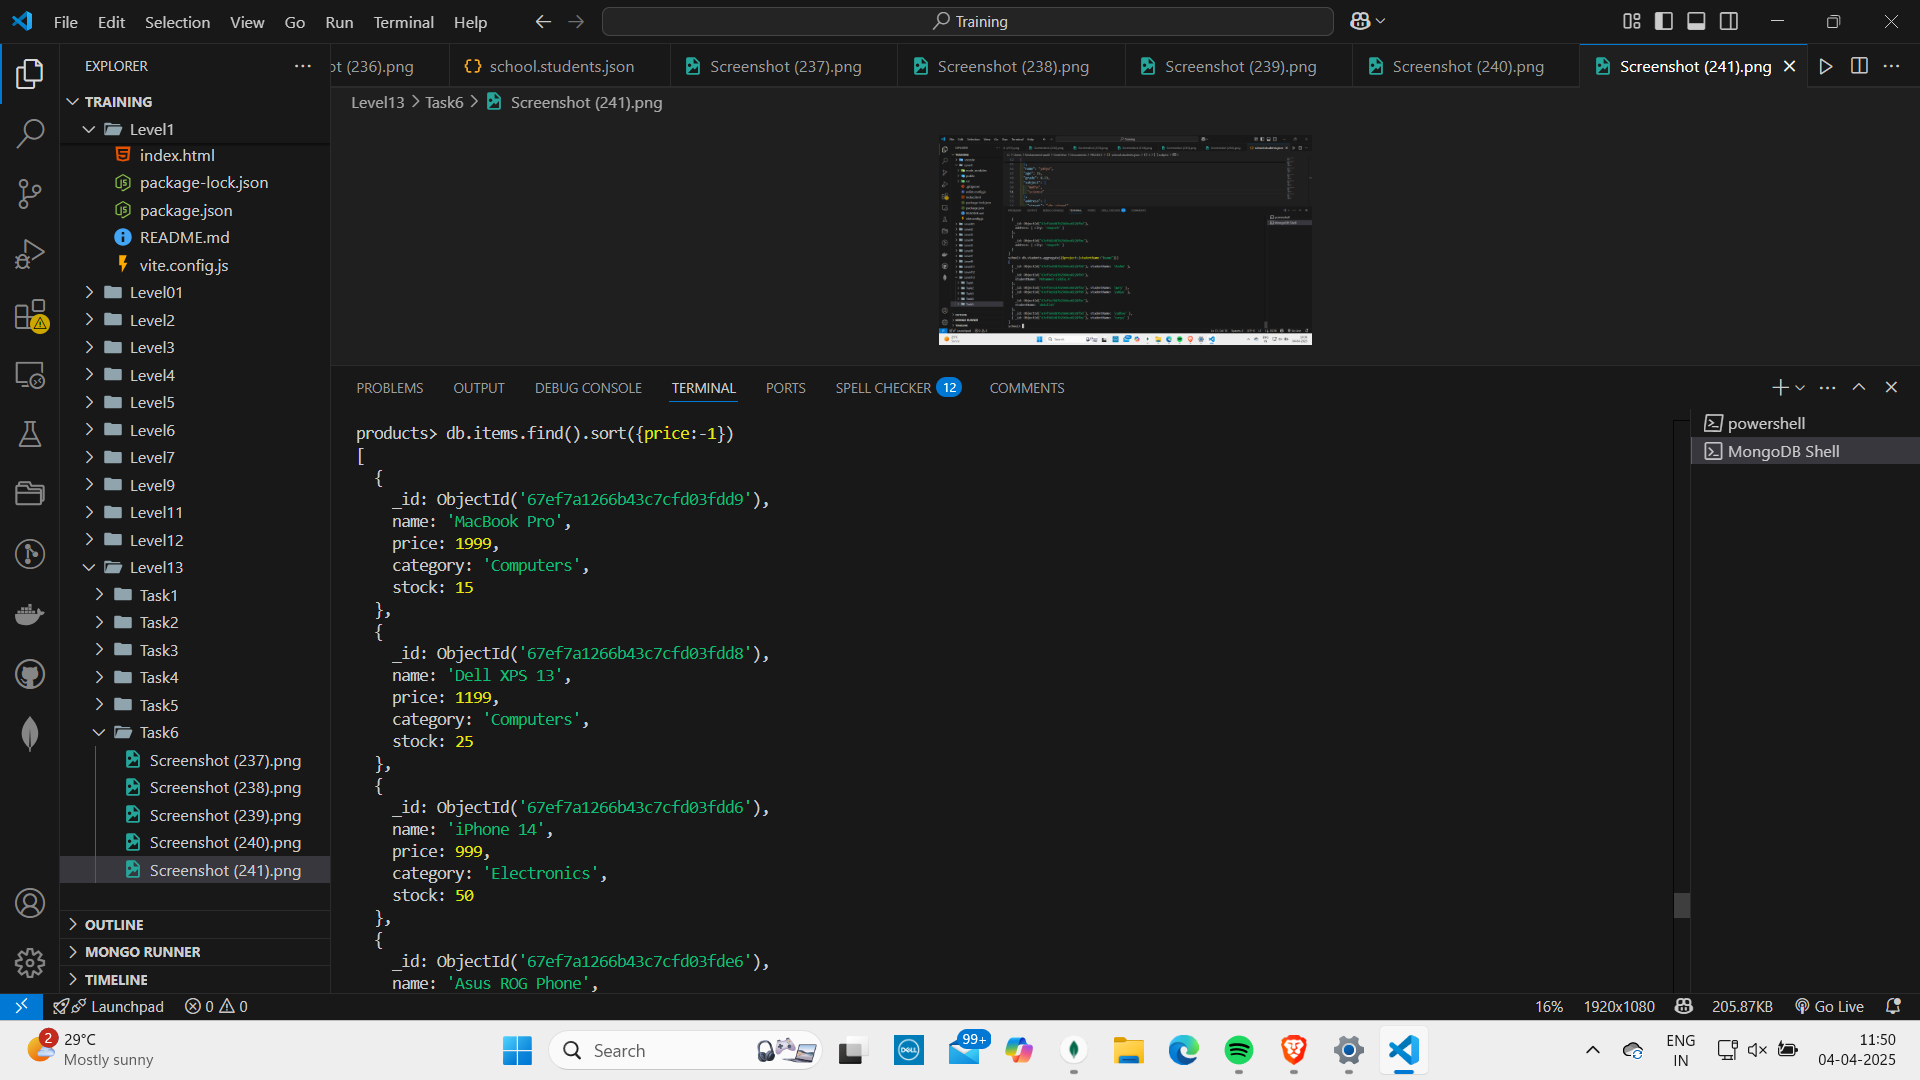 File Edit Selection View Go Run Terminal Help
Training
EXPLORER
ot (236).png
school.students.json
Screenshot (237).png
Screenshot (238).png
Screenshot (239).png
Screenshot (240).png
Screenshot (241).png
Level13 > Task6 > Screenshot (241).png
TRAINING
Level1
index.html
package-lock.json
package.json
README.md
vite.config.js
Level01
Level2
Level3
Level4
Level5
Level6
Level7
Level9
Level11
Level12
Level13
Task1
Task2
Task3
Task4
Task5
Task6
Screenshot (237).png
Screenshot (238).png
Screenshot (239).png
Screenshot (240).png
Screenshot (241).png
OUTLINE
MONGO RUNNER
TIMELINE
PROBLEMS OUTPUT DEBUG CONSOLE TERMINAL PORTS SPELL CHECKER 12 COMMENTS
powershell
MongoDB Shell
products> db.items.find().sort({price:-1})
[
{
_id: ObjectId('67ef7a1266b43c7cfd03fdd9'),
name: 'MacBook Pro',
price: 1999,
category: 'Computers',
stock: 15
},
{
_id: ObjectId('67ef7a1266b43c7cfd03fdd8'),
name: 'Dell XPS 13',
price: 1199,
category: 'Computers',
stock: 25
},
{
_id: ObjectId('67ef7a1266b43c7cfd03fdd6'),
name: 'iPhone 14',
price: 999,
category: 'Electronics',
stock: 50
},
{
_id: ObjectId('67ef7a1266b43c7cfd03fde6'),
name: 'Asus ROG Phone',
Launchpad 0 0
16% 1920x1080 205.87KB Go Live
2
29°C
Mostly sunny
Search
DELL
99+
ENG
IN
11:50
04-04-2025